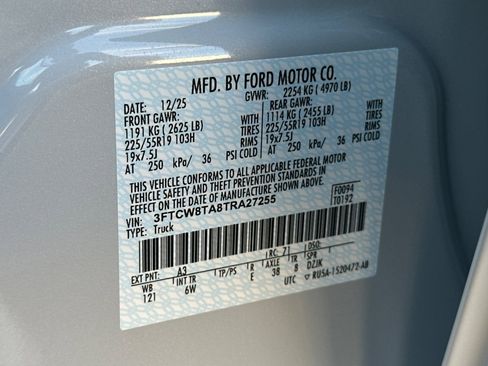 MFD. BY FORD MOTOR CO.
DATE: 12/25 GVWR: 2254 KG ( 4970 LB)
FRONT GAWR: REAR GAWR:
1191 KG ( 2625 LB) WITH 1114 KG ( 2455 LB) WITH
225/55R19 103H TIRES 225/55R19 103H TIRES
19x7.5J RIMS 19x7.5J RIMS
AT 250 kPa/ 36 PSI COLD AT 250 kPa/ 36 PSI COLD
THIS VEHICLE CONFORMS TO ALL APPLICABLE FEDERAL MOTOR
VEHICLE SAFETY AND THEFT PREVENTION STANDARDS IN
EFFECT ON THE DATE OF MANUFACTURE SHOWN ABOVE.
VIN: 3FTCW8TA8TRA27255 F0094
TYPE: Truck T0192
EXT PNT: A3 RC: 71 DSO:
WB INT TR TP/PS R AXLE TR SPR
121 6W E 38 8 DZJK
UTC RU5A-1520472-AB